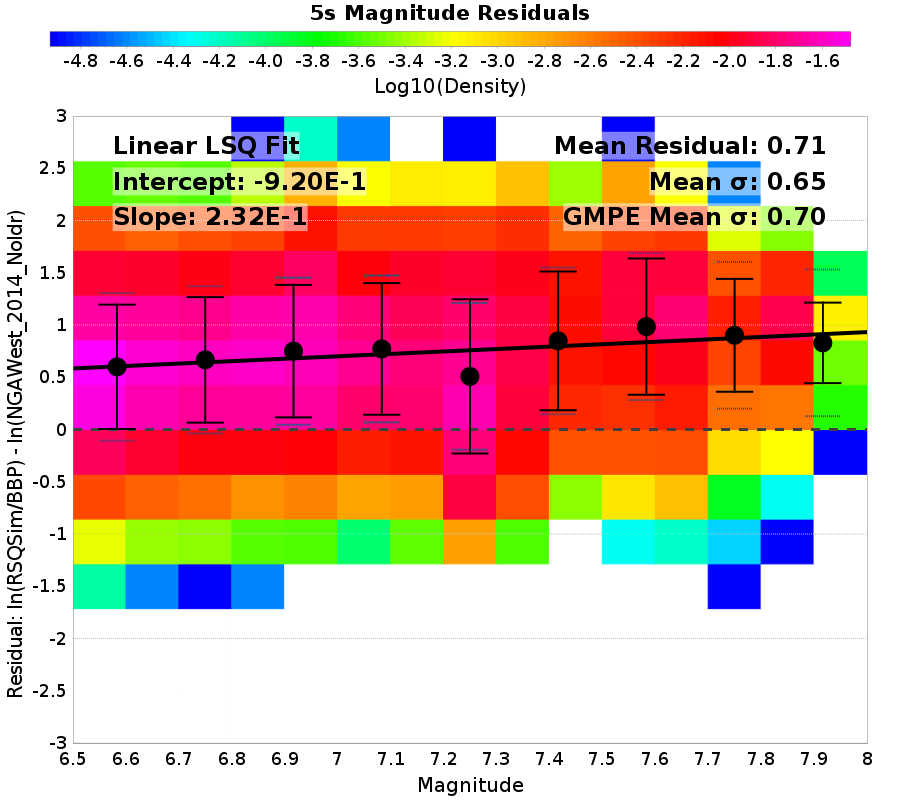 5s Magnitude Residuals
-4.8 -4.6 -4.4 -4.2 -4.0 -3.8 -3.6 -3.4 -3.2 -3.0 -2.8 -2.6 -2.4 -2.2 -2.0 -1.8 -1.6
Log10(Density)
Linear LSQ Fit
Intercept: -9.20E-1
Slope: 2.32E-1
Mean Residual: 0.71
Mean σ: 0.65
GMPE Mean σ: 0.70
Residual: ln(RSQSim/BBP) - ln(NGAWest_2014_NoIdr)
3
2.5
2
1.5
1
0.5
0
-0.5
-1
-1.5
-2
-2.5
-3
6.5 6.6 6.7 6.8 6.9 7 7.1 7.2 7.3 7.4 7.5 7.6 7.7 7.8 7.9 8
Magnitude